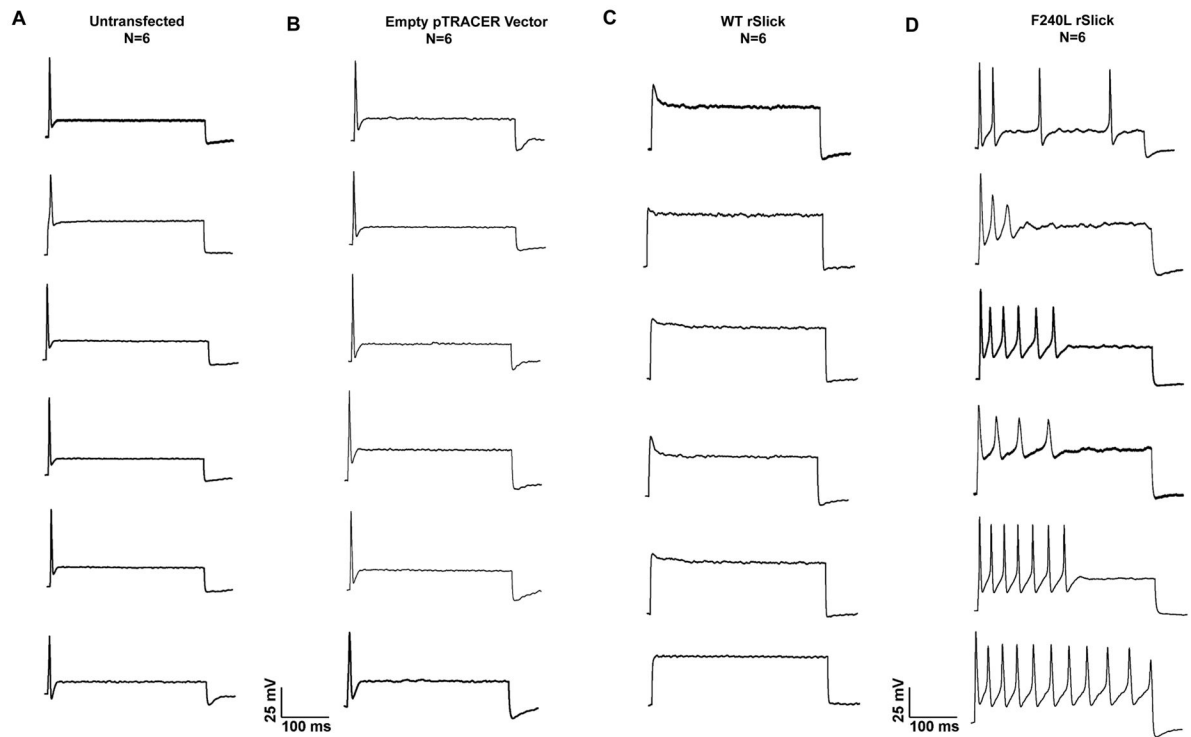 A
Untransfected
N=6
B
Empty pTRACER Vector
N=6
C
WT rSlick
N=6
D
F240L rSlick
N=6
25 mV
100 ms
25 mV
100 ms